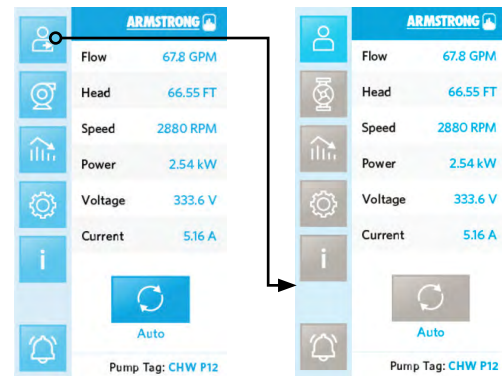 ARMSTRONG
Flow 67.8 GPM
Head 66.55 FT
Speed 2880 RPM
Power 2.54 kW
Voltage 333.6 V
Current 5.16 A
i
Auto
Pump Tag: CHW P12
ARMSTRONG
Flow 67.8 GPM
Head 66.55 FT
Speed 2880 RPM
Power 2.54 kW
Voltage 333.6 V
Current 5.16 A
i
Auto
Pump Tag: CHW P12